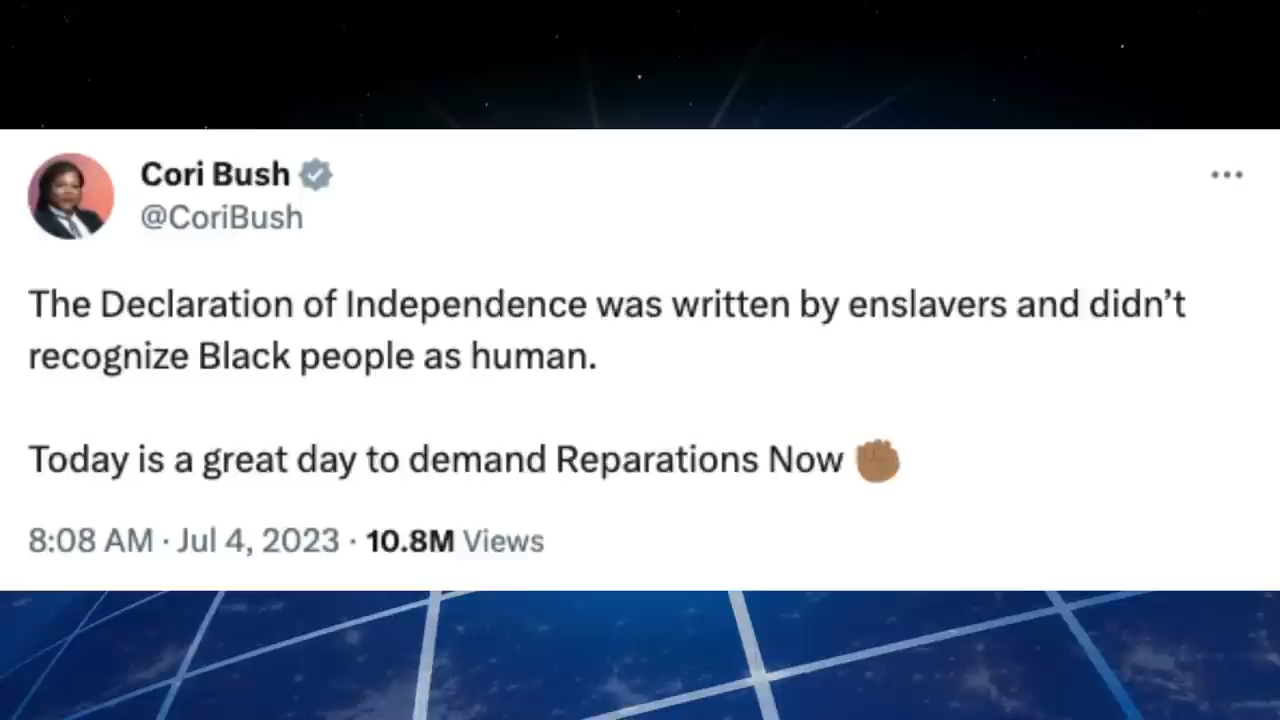 Cori Bush
@CoriBush
The Declaration of Independence was written by enslavers and didn’t
recognize Black people as human.
Today is a great day to demand Reparations Now ✊🏽
8:08 AM · Jul 4, 2023 · 10.8M Views